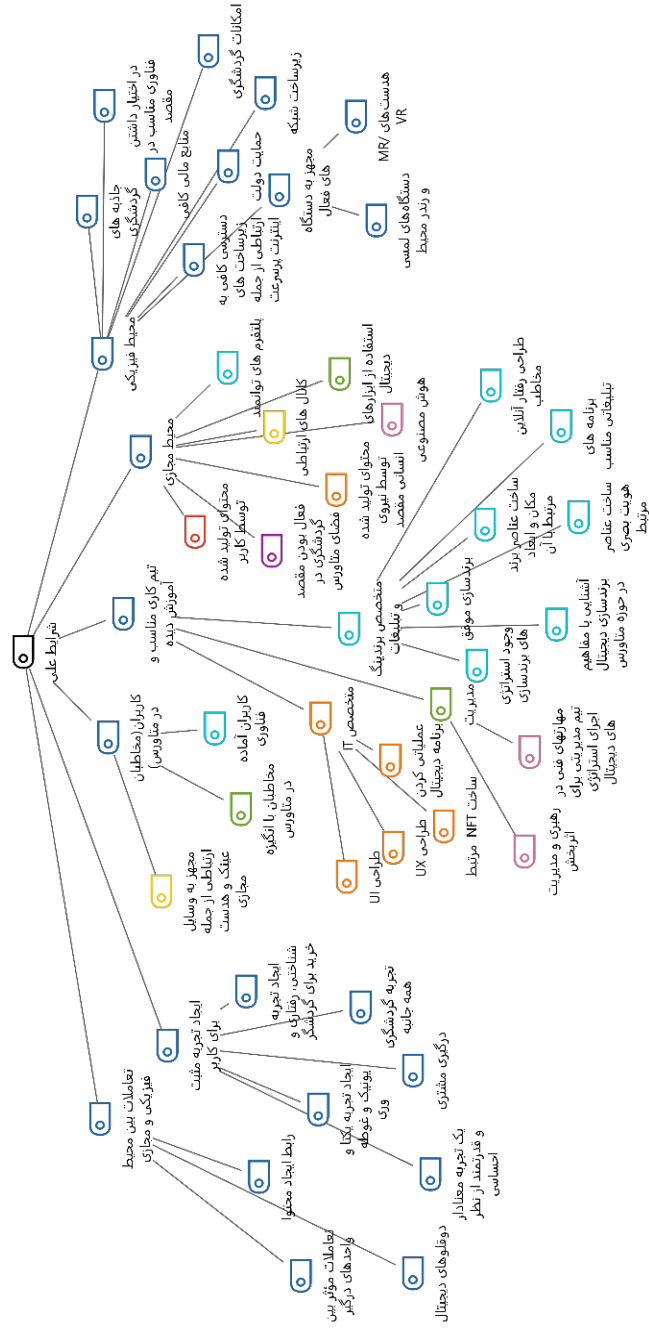 شرایط علی
محیط فیزیکی
جاذبه های
گردشگری
در اختیار داشتن
فناوری مناسب در
مقصد
منابع مالی کافی
امکانات گردشگری
حمایت دولت
زیرساخت شبکه
دسترسی کافی به
زیرساخت های
ارتباطی از جمله
اینترنت پرسرعت
مجهز به دستگاه
های فعال
هدست‌های MR/
VR
دستگاه‌های لمسی
و رندر محیط
محیط مجازی
پلتفرم های توانمند
استفاده از ابزارهای
دیجیتال
کانال های ارتباطی
هوش مصنوعی
محتوای تولید شده
توسط نیروی
انسانی مقصد
فعال بودن مقصد
گردشگری در
فضای متاورس
محتوای تولید شده
توسط کاربر
تیم کاری مناسب و
آموزش دیده
متخصص برندینگ
و تبلیغات
طراحی رفتار آنلاین
مخاطب
برنامه های
تبلیغاتی مناسب
ساخت عناصر برند
مکان و ابعاد
مرتبط با آن
ساخت عناصر
هویت بصری
مرتبط
برندسازی موفق
آشنایی با مفاهیم
برندسازی دیجیتال
در حوزه متاورس
وجود استراتژی
های برندسازی
مدیریت
مهارتهای فنی در
تیم مدیریتی برای
اجرای استراتژی
های دیجیتال
رهبری و مدیریت
اثربخش
متخصص IT
عملیاتی کردن
برنامه دیجیتال
ساخت NFT مرتبط
طراحی UX
طراحی UI
کاربران(مخاطبان
در متاورس)
کاربران آماده
فناوری
مخاطبان با انگیزه
در متاورس
مجهز به وسایل
ارتباطی از جمله
عینک و هدست
مجازی
ایجاد تجربه مثبت
برای کاربر
ایجاد تجربه
شناختی، رفتاری و
خرید برای گردشگر
تجربه گردشگری
همه جانبه
درگیری مشتری
ایجاد تجربه یکتا و
یونیک و غوطه
وری
یک تجربه معنادار
و قدرتمند از نظر
احساسی
تعاملات بین محیط
فیزیکی و مجازی
رابط ایجاد محتوا
دوقلوهای دیجیتال
تعاملات مؤثر بین
واحدهای درگیر